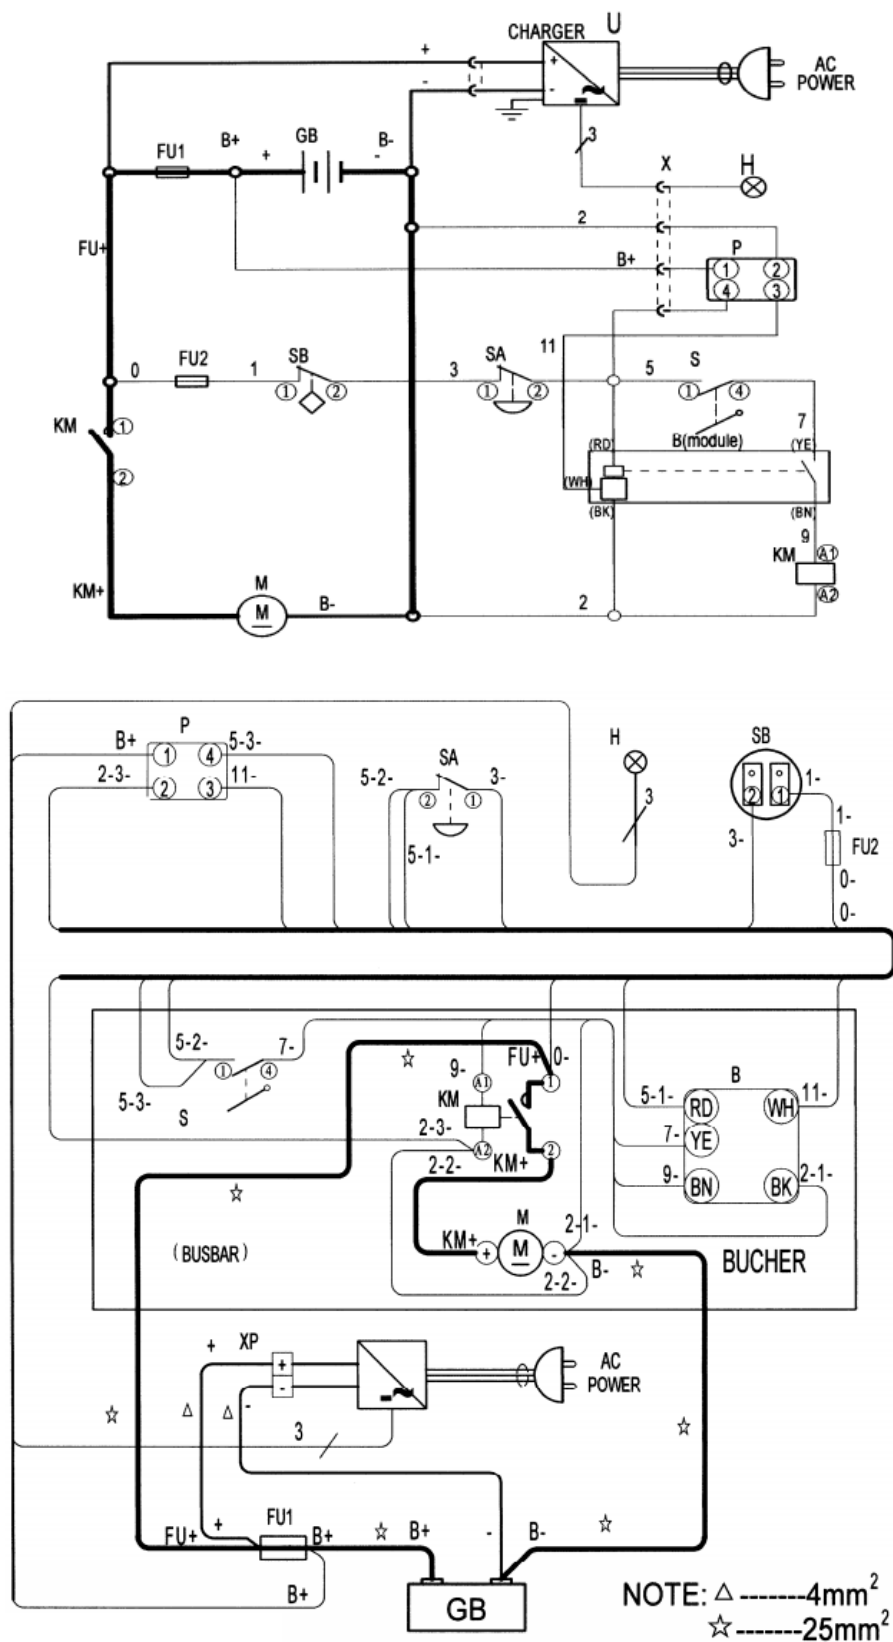 CHARGER U
+
+
-
-
AC
POWER
3
FU1
B+
+
GB
B-
-
X
H
2
FU+
B+
P
1 2
4 3
11
0
FU2
1
SB
1 2
3
SA
1 2
5
S
1 4
7
KM
1
2
B(module)
(RD)
(YE)
(WH)
(BK)
(BN)
9
KM
A1
A2
KM+
M
M
B-
2
P
B+
1 4
5-3-
2-3-
2 3
11-
SA
5-2-
3-
2 1
5-1-
H
3
SB
2 1
1-
1-
3-
FU2
0-
0-
5-2-
7-
1 4
5-3-
S
FU+
0-
9-
A1
1
KM
2-3-
A2
2
2-2-
KM+
B
5-1-
RD
WH
11-
7-
YE
9-
BN
BK
2-1-
(BUSBAR)
M
KM+
+
M
-
2-1-
2-2-
B-
BUCHER
+
XP
+
-
-
AC
POWER
3
FU1
+
FU+
B+
B+
-
B-
B+
GB
NOTE: △ -------4mm²
☆ -------25mm²